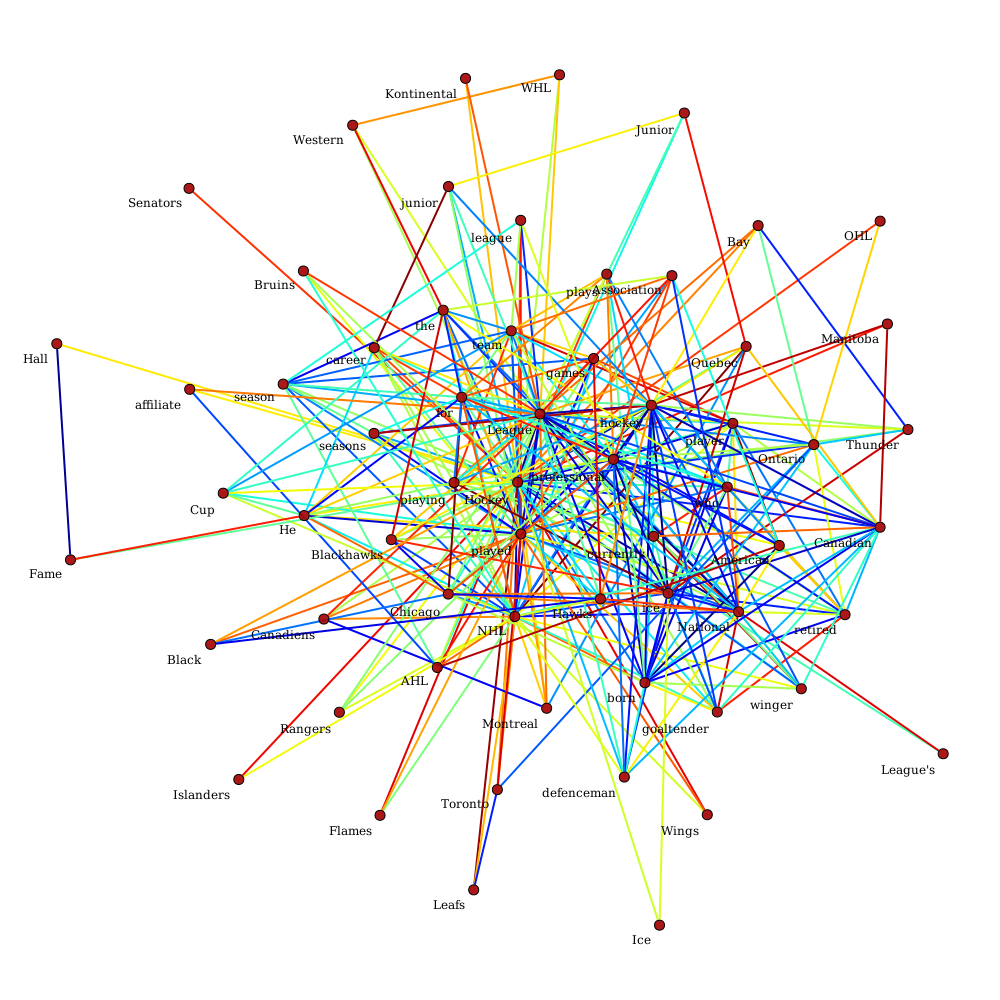 WHL
Kontinental
Junior
Western
junior
Senators
league
OHL
Bay
Bruins
plays
Association
the
Manitoba
team
Hall
career
Quebec
games
season
affiliate
for
hockey
League
player
Thunder
seasons
Ontario
professional
playing
Hockey
Cup
and
He
Canadian
played
Blackhawks
currently
American
Fame
ice
Chicago
Hawks
National
retired
NHL
Canadiens
Black
AHL
born
winger
Montreal
Rangers
goaltender
League's
defenceman
Islanders
Toronto
Flames
Wings
Leafs
Ice